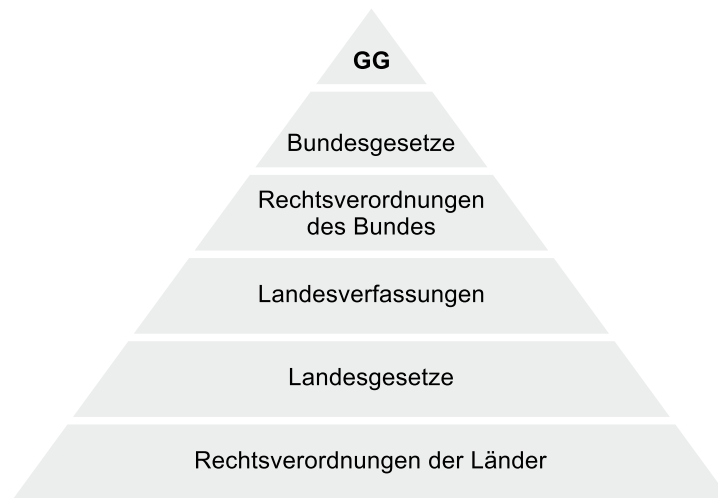 GG
Bundesgesetze
Rechtsverordnungen
des Bundes
Landesverfassungen
Landesgesetze
Rechtsverordnungen der Länder